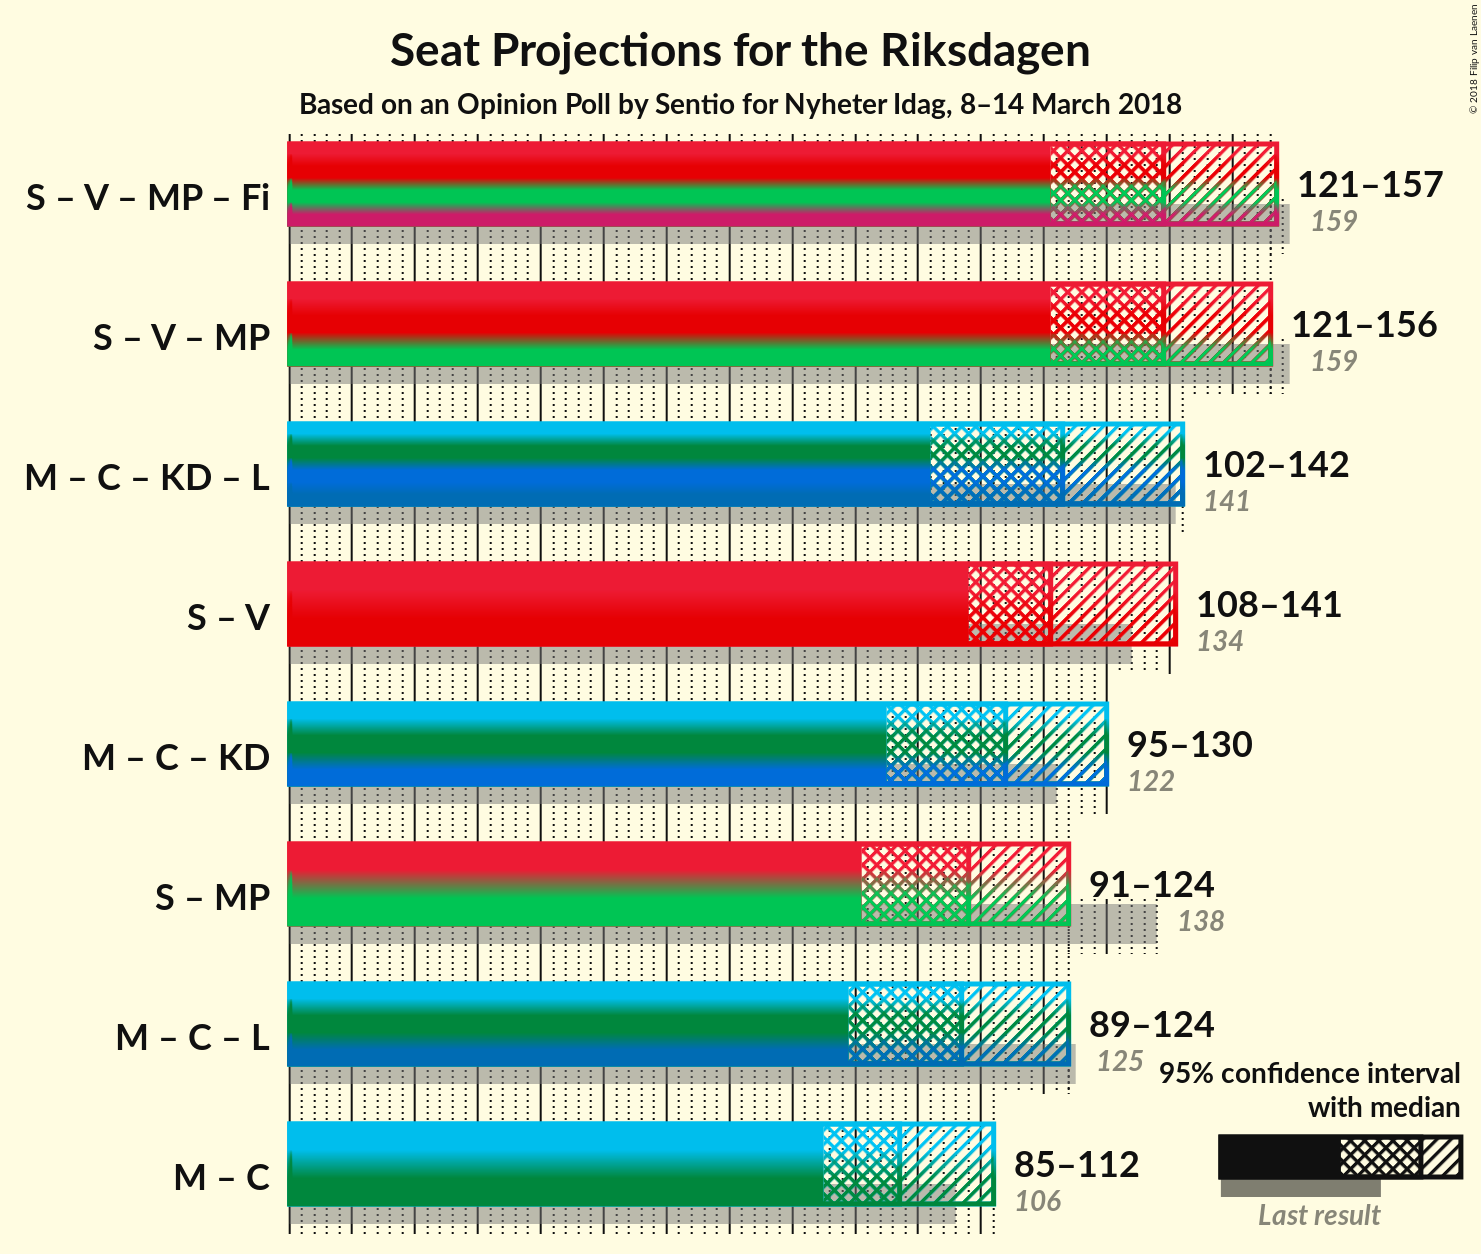 Seat Projections for the Riksdagen
Based on an Opinion Poll by Sentio for Nyheter Idag, 8–14 March 2018
© 2018 Filip van Laenen
S – V – MP – Fi
121–157
159
S – V – MP
121–156
159
M – C – KD – L
102–142
141
S – V
108–141
134
M – C – KD
95–130
122
S – MP
91–124
138
M – C – L
89–124
125
M – C
85–112
106
95% confidence interval
with median
Last result